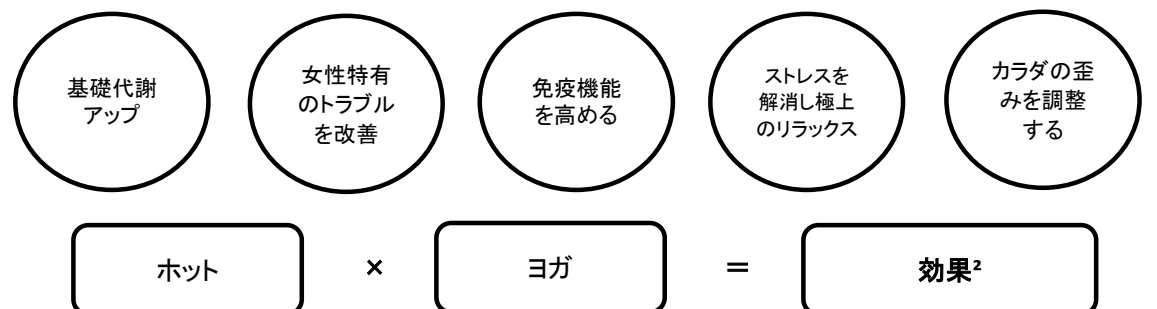 基礎代謝
アップ
女性特有
のトラブル
を改善
免疫機能
を高める
ストレスを
解消し極上
のリラックス
カラダの歪
みを調整
する
ホット
×
ヨガ
＝
効果²